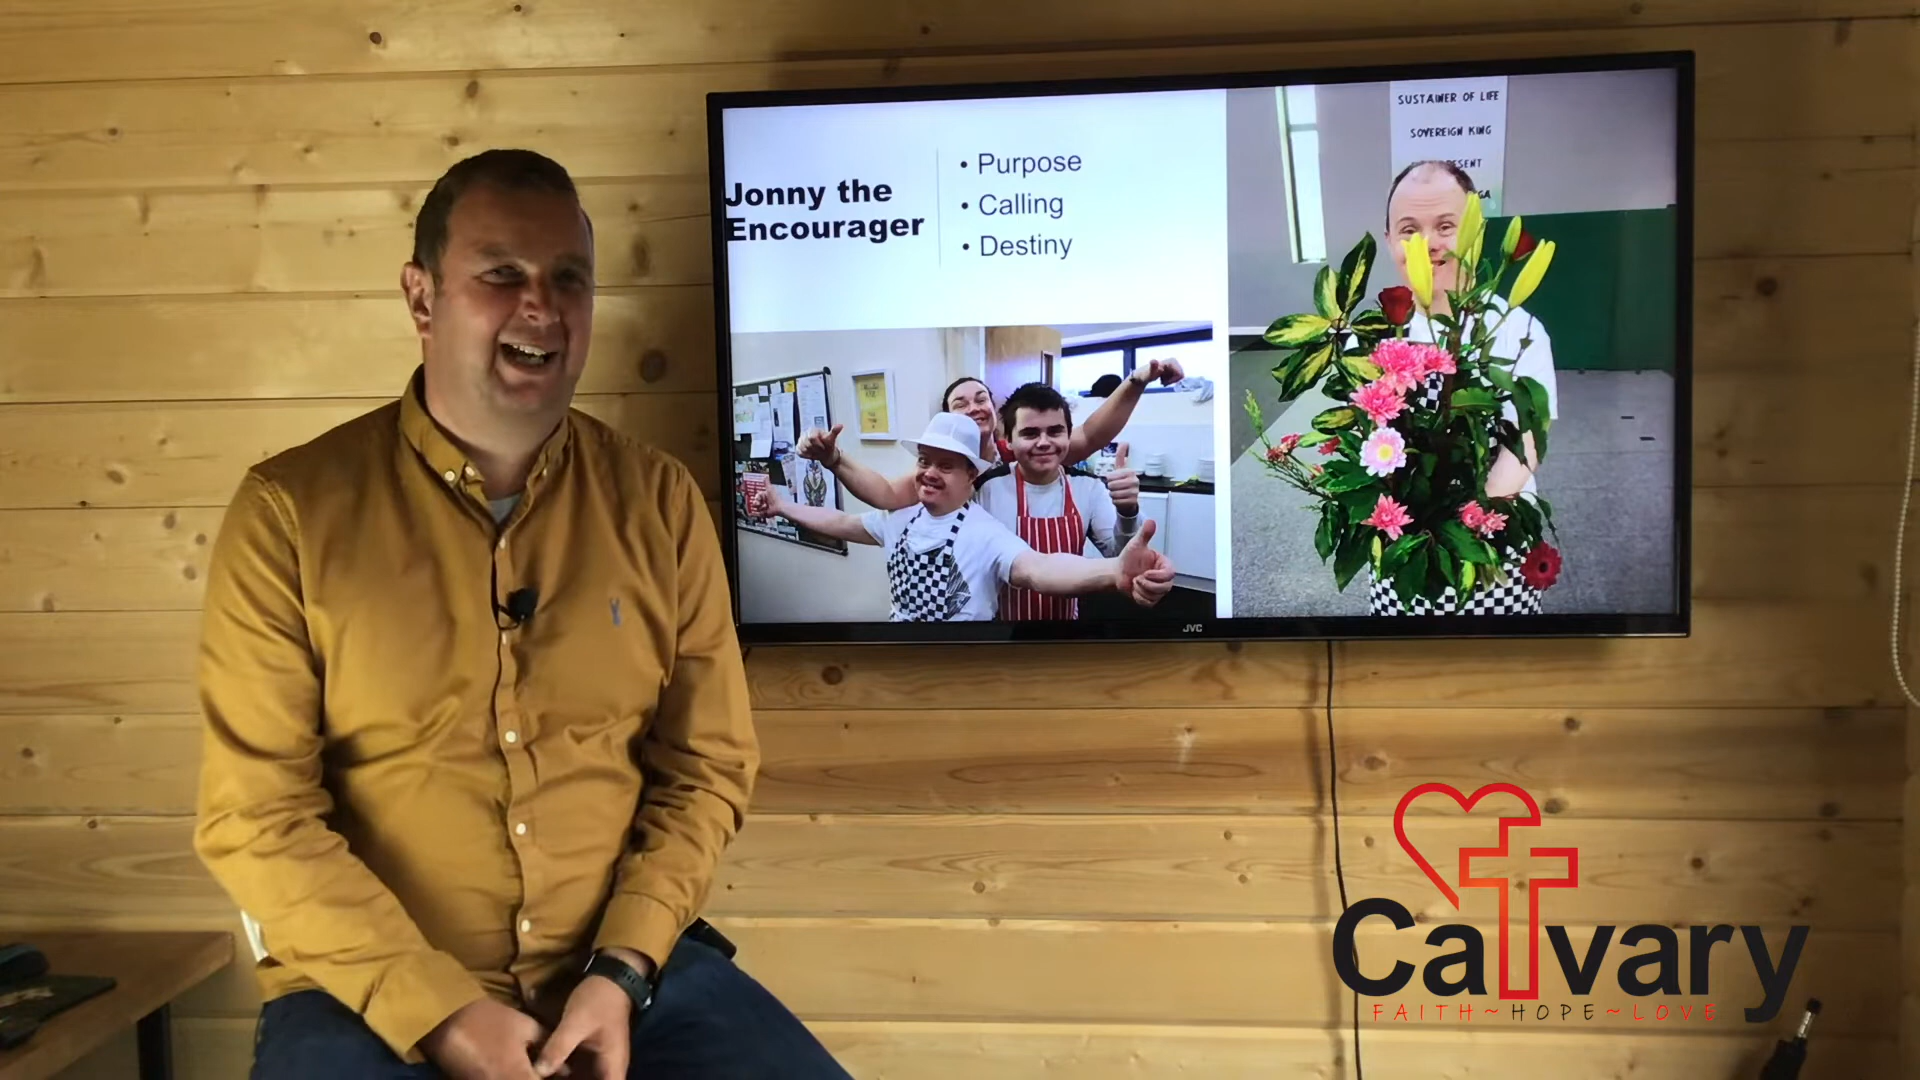 Jonny the
Encourager
• Purpose
• Calling
• Destiny
SUSTAINER OF LIFE
SOVEREIGN KING
JVC
Calvary
FAITH~HOPE~LOVE